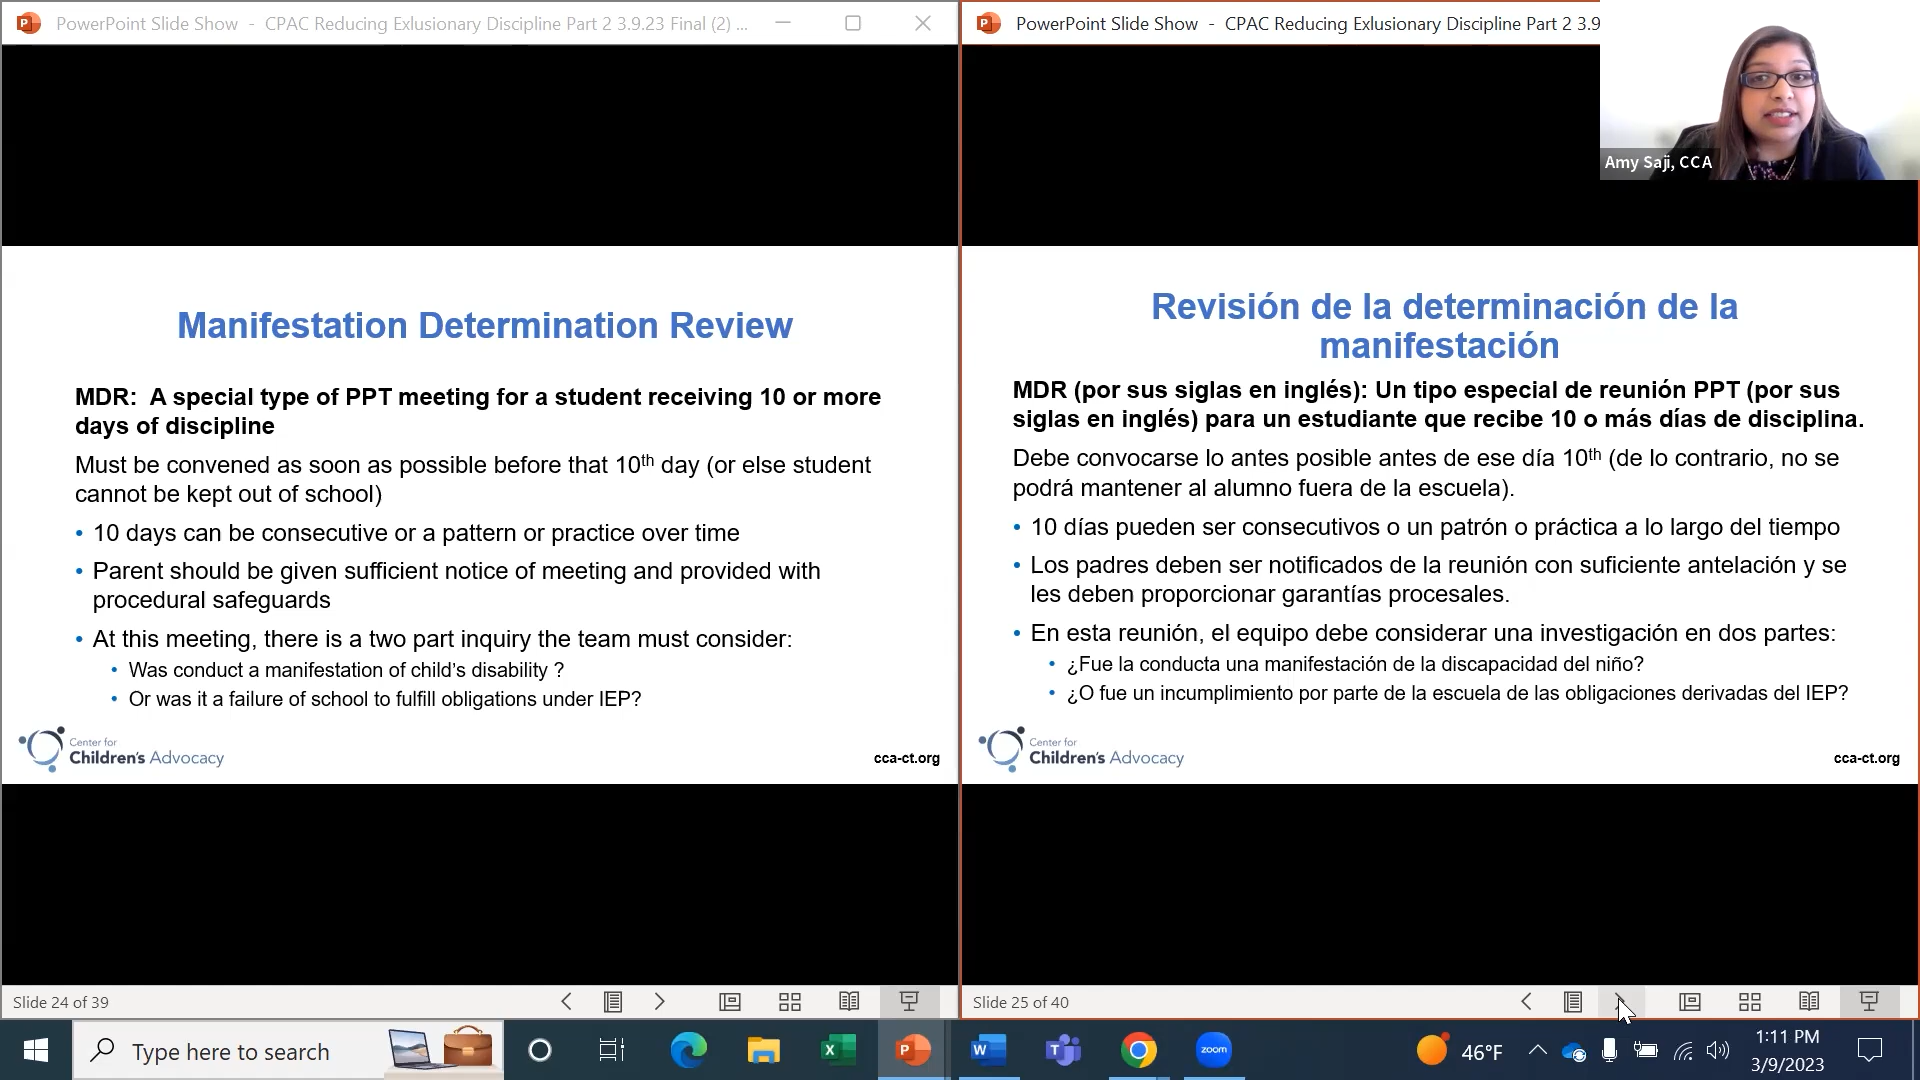 PowerPoint Slide Show - CPAC Reducing Exlusionary Discipline Part 2 3.9.23 Final (2) ...
Manifestation Determination Review
MDR: A special type of PPT meeting for a student receiving 10 or more
days of discipline
Must be convened as soon as possible before that 10th day (or else student
cannot be kept out of school)
• 10 days can be consecutive or a pattern or practice over time
• Parent should be given sufficient notice of meeting and provided with
procedural safeguards
• At this meeting, there is a two part inquiry the team must consider:
• Was conduct a manifestation of child’s disability ?
• Or was it a failure of school to fulfill obligations under IEP?
Center for
Children's Advocacy
cca-ct.org
Slide 24 of 39
PowerPoint Slide Show - CPAC Reducing Exlusionary Discipline Part 2 3.9
Amy Saji, CCA
Revisión de la determinación de la
manifestación
MDR (por sus siglas en inglés): Un tipo especial de reunión PPT (por sus
siglas en inglés) para un estudiante que recibe 10 o más días de disciplina.
Debe convocarse lo antes posible antes de ese día 10th (de lo contrario, no se
podrá mantener al alumno fuera de la escuela).
• 10 días pueden ser consecutivos o un patrón o práctica a lo largo del tiempo
• Los padres deben ser notificados de la reunión con suficiente antelación y se
les deben proporcionar garantías procesales.
• En esta reunión, el equipo debe considerar una investigación en dos partes:
• ¿Fue la conducta una manifestación de la discapacidad del niño?
• ¿O fue un incumplimiento por parte de la escuela de las obligaciones derivadas del IEP?
Center for
Children's Advocacy
cca-ct.org
Slide 25 of 40
Type here to search
zoom
46°F
1:11 PM
3/9/2023